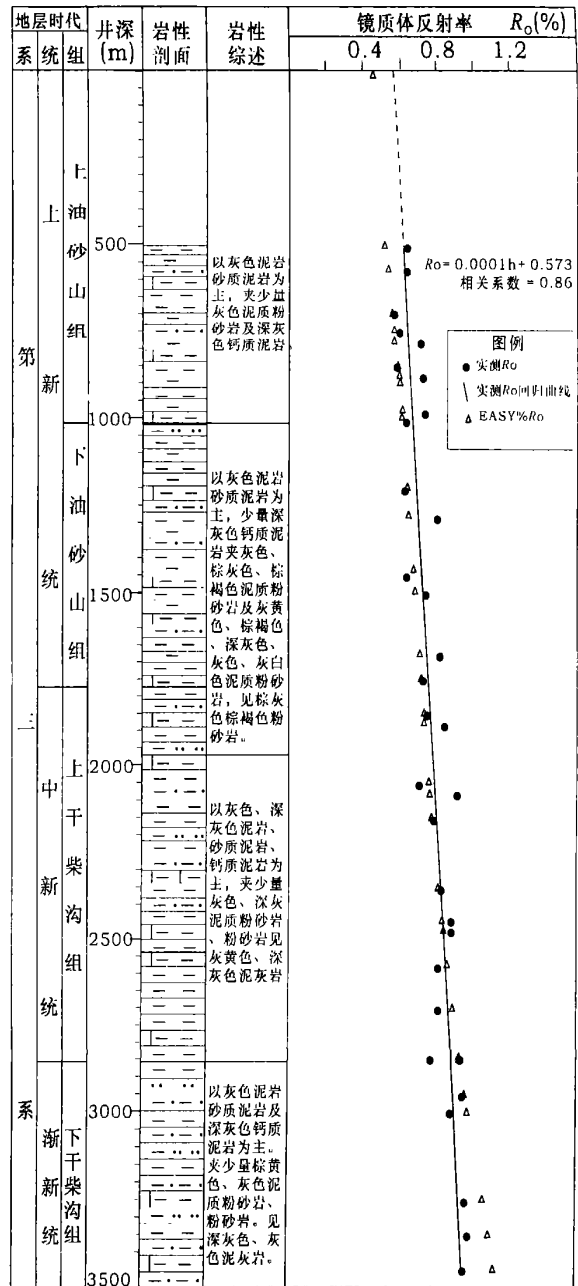 地层时代
系 统 组
井深
(m)
岩性
剖面
岩性
综述
镜质体反射率 Ro(%)
0.4 0.8 1.2
第三系
上新统
中新统
渐新统
上油砂山组
下油砂山组
上干柴沟组
下干柴沟组
500
1000
1500
2000
2500
3000
3500
以灰色泥岩
砂质泥岩为
主，夹少量
灰色泥质粉
砂岩及深灰
色钙质泥岩
以灰色泥岩
砂质泥岩为
主，少量深
灰色钙质泥
岩夹灰色、
棕灰色、棕
褐色泥质粉
砂岩及灰黄
色、棕褐色
、深灰色、
灰色、灰白
色泥质粉砂
岩，见棕灰
色棕褐色粉
砂岩。
以灰色、深
灰色泥岩、
砂质泥岩、
钙质泥岩为
主，夹少量
灰色、深灰
泥质粉砂岩
、粉砂岩见
灰黄色、深
灰色泥灰岩
以灰色泥岩
砂质泥岩及
深灰色钙质
泥岩为主。
夹少量棕黄
色、灰色泥
质粉砂岩、
粉砂岩。见
深灰色、灰
色泥灰岩。
Ro=0.0001h+0.573
相关系数=0.86
图例
实测Ro
实测Ro回归曲线
EASY%Ro